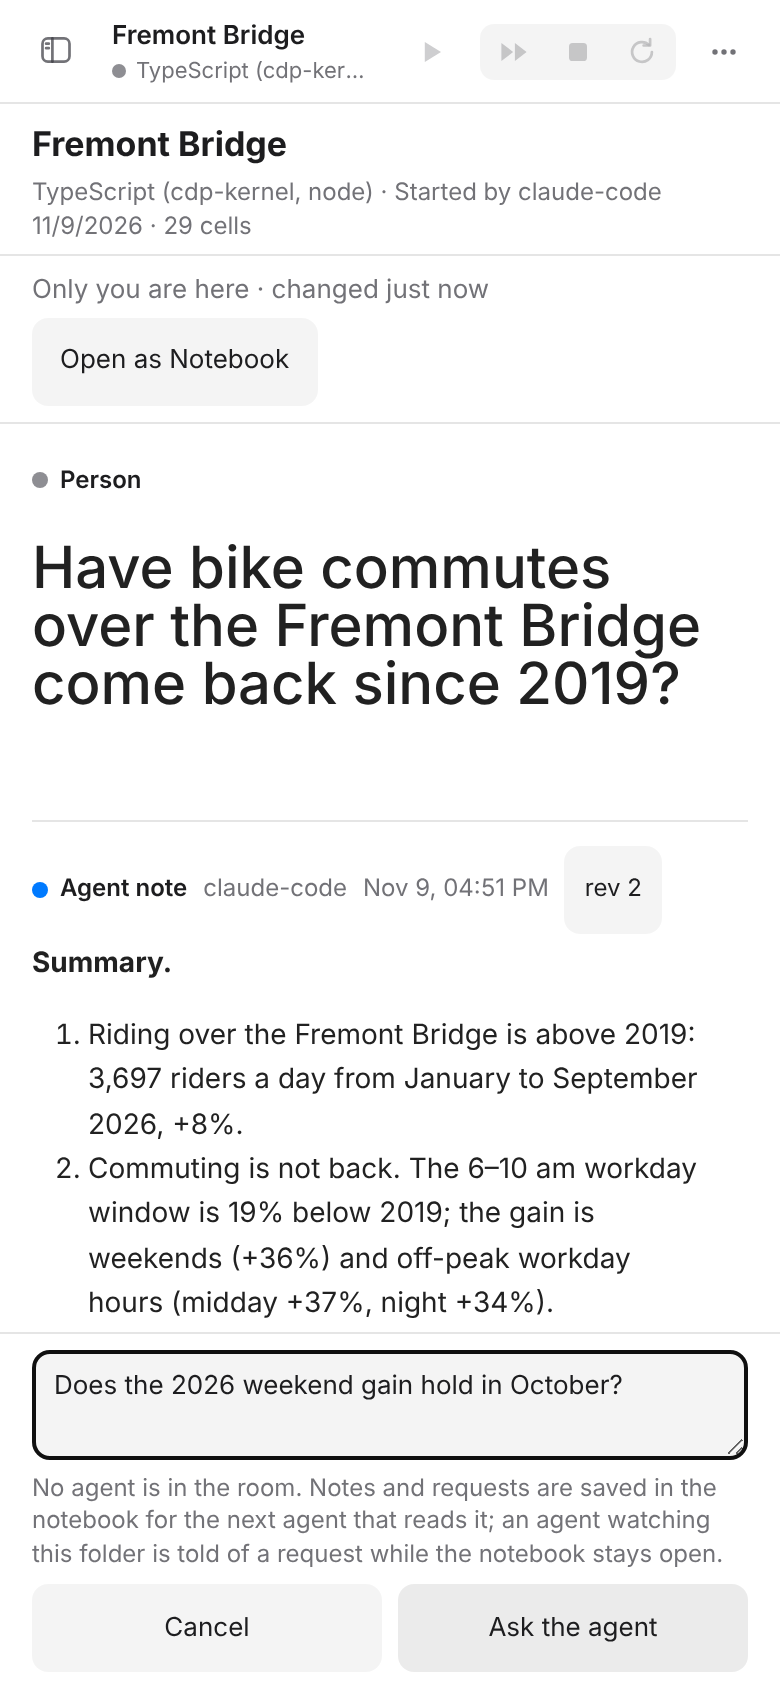 Fremont Bridge
TypeScript (cdp-ker...
Fremont Bridge
TypeScript (cdp-kernel, node) · Started by claude-code
11/9/2026 · 29 cells
Only you are here · changed just now
Open as Notebook
Person
Have bike commutes
over the Fremont Bridge
come back since 2019?
Agent note claude-code Nov 9, 04:51 PM rev 2
Summary.
1. Riding over the Fremont Bridge is above 2019:
3,697 riders a day from January to September
2026, +8%.
2. Commuting is not back. The 6–10 am workday
window is 19% below 2019; the gain is
weekends (+36%) and off-peak workday
hours (midday +37%, night +34%).
Does the 2026 weekend gain hold in October?
No agent is in the room. Notes and requests are saved in the
notebook for the next agent that reads it; an agent watching
this folder is told of a request while the notebook stays open.
Cancel
Ask the agent